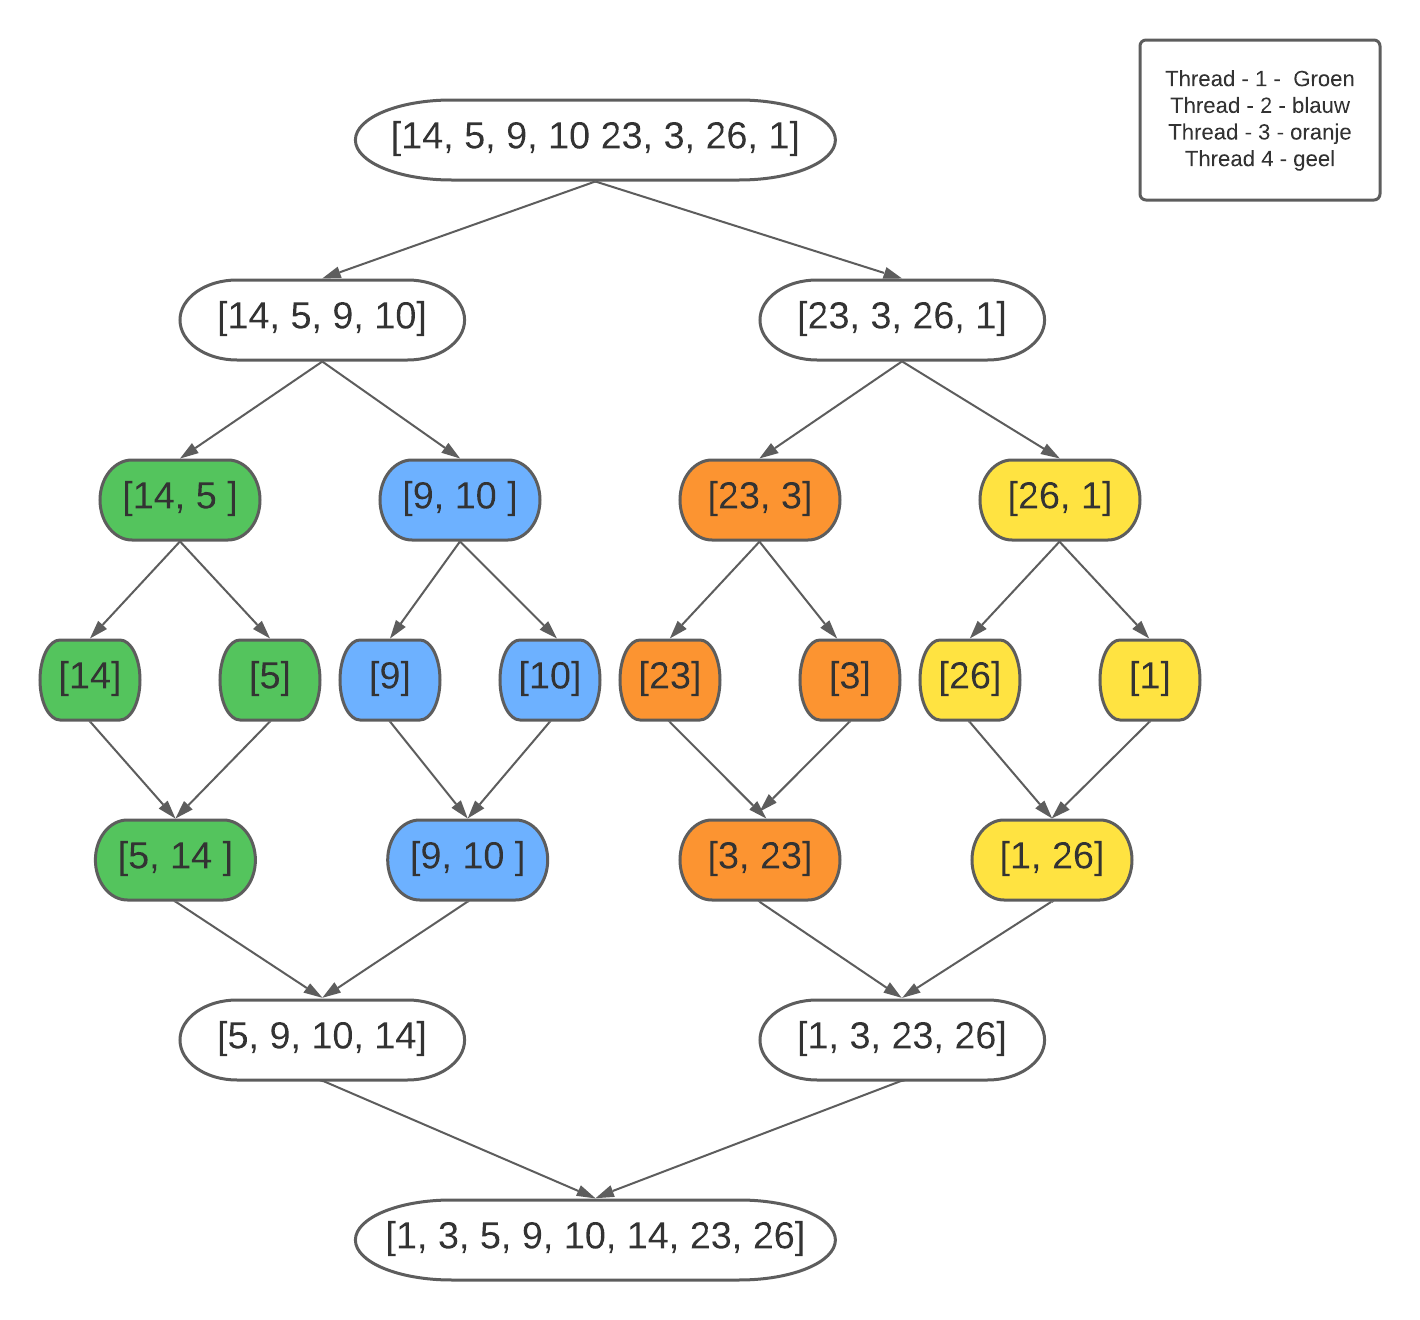 Thread - 1 -  Groen
Thread - 2 - blauw
Thread - 3 - oranje
Thread 4 - geel
[14, 5, 9, 10 23, 3, 26, 1]
[14, 5, 9, 10]
[23, 3, 26, 1]
[14, 5 ]
[9, 10 ]
[23, 3]
[26, 1]
[14]
[5]
[9]
[10]
[23]
[3]
[26]
[1]
[5, 14 ]
[9, 10 ]
[3, 23]
[1, 26]
[5, 9, 10, 14]
[1, 3, 23, 26]
[1, 3, 5, 9, 10, 14, 23, 26]